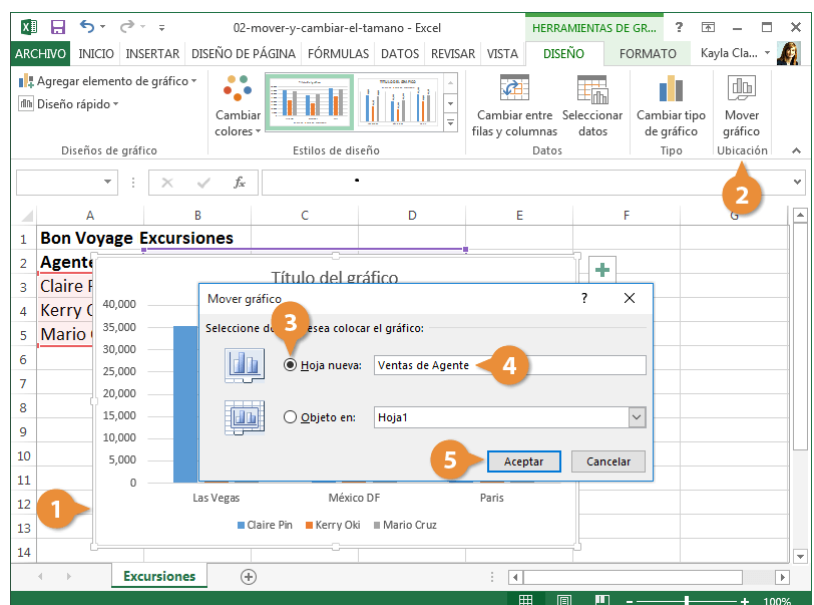 02-mover-y-cambiar-el-tamano - Excel
HERRAMIENTAS DE GR...
?
ARCHIVO INICIO INSERTAR DISEÑO DE PÁGINA FÓRMULAS DATOS REVISAR VISTA DISEÑO FORMATO Kayla Cla...
Agregar elemento de gráfico
Diseño rápido
Cambiar colores
Cambiar entre filas y columnas
Seleccionar datos
Cambiar tipo de gráfico
Mover gráfico
Diseños de gráfico
Estilos de diseño
Datos
Tipo
Ubicación
2
fx
A B C D E F G
1 Bon Voyage Excursiones
2 Agente
3 Claire P
4 Kerry O
5 Mario
6
7
8
9
10
11
12
13
14
Título del gráfico
40,000
35,000
30,000
25,000
20,000
15,000
10,000
5,000
0
Las Vegas México DF Paris
Claire Pin Kerry Oki Mario Cruz
1
Mover gráfico ?
3
Seleccione do esea colocar el gráfico:
Hoja nueva: Ventas de Agente
4
Objeto en: Hoja1
5
Aceptar Cancelar
Excursiones
100%